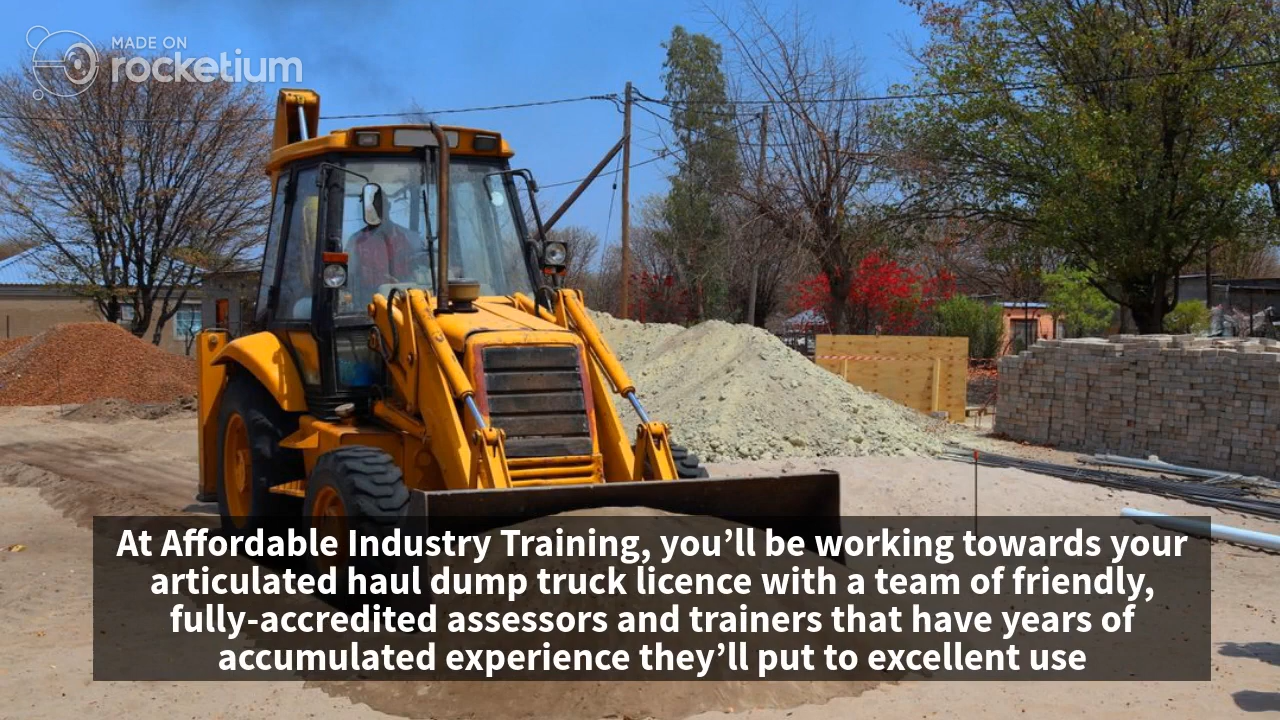 MADE ON
rocketium
At Affordable Industry Training, you’ll be working towards your
articulated haul dump truck licence with a team of friendly,
fully-accredited assessors and trainers that have years of
accumulated experience they’ll put to excellent use